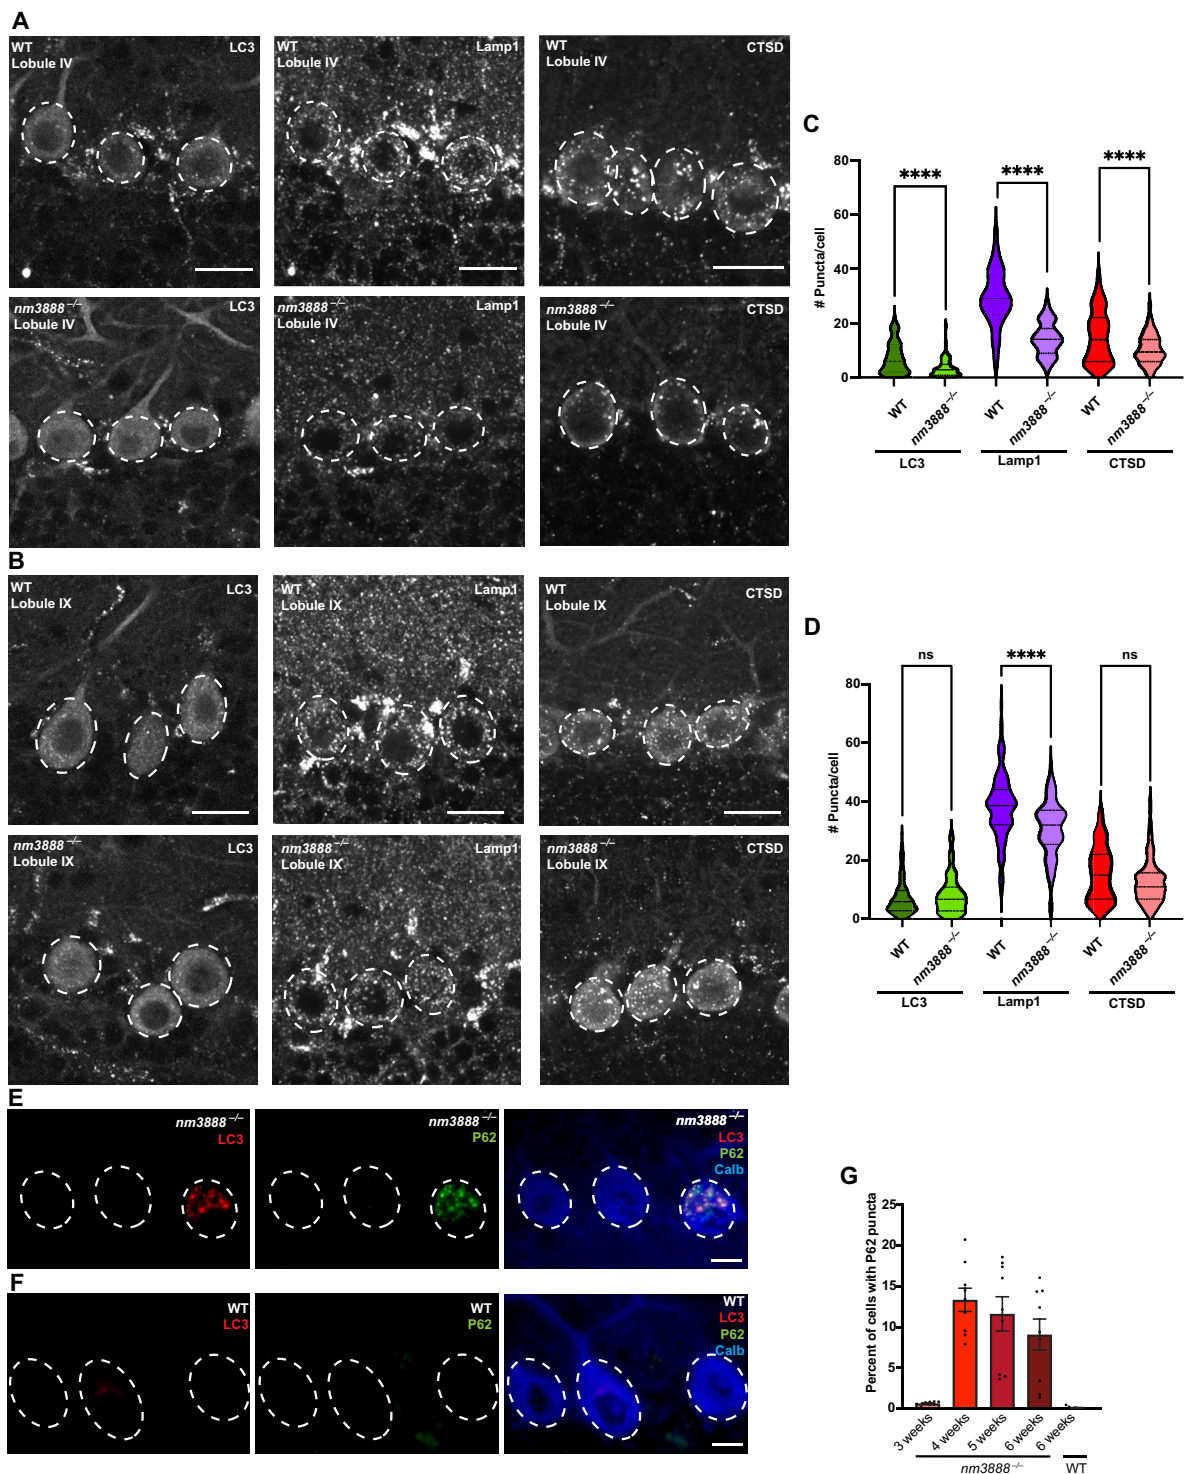 A
WT
Lobule IV
LC3
WT
Lobule IV
Lamp1
WT
Lobule IV
CTSD
nm3888⁻/⁻
Lobule IV
LC3
nm3888⁻/⁻
Lobule IV
Lamp1
nm3888⁻/⁻
Lobule IV
CTSD
B
WT
Lobule IX
LC3
WT
Lobule IX
Lamp1
WT
Lobule IX
CTSD
nm3888⁻/⁻
Lobule IX
LC3
nm3888⁻/⁻
Lobule IX
Lamp1
nm3888⁻/⁻
Lobule IX
CTSD
C
# Puncta/cell
80
60
40
20
0
****
****
****
WT
nm3888⁻/⁻
WT
nm3888⁻/⁻
WT
nm3888⁻/⁻
LC3
Lamp1
CTSD
D
# Puncta/cell
80
60
40
20
0
ns
****
ns
WT
nm3888⁻/⁻
WT
nm3888⁻/⁻
WT
nm3888⁻/⁻
LC3
Lamp1
CTSD
E
nm3888⁻/⁻
LC3
nm3888⁻/⁻
P62
nm3888⁻/⁻
LC3
P62
Calb
F
WT
LC3
WT
P62
WT
LC3
P62
Calb
G
Percent of cells with P62 puncta
25
20
15
10
5
0
3 weeks
4 weeks
5 weeks
6 weeks
6 weeks
nm3888⁻/⁻
WT